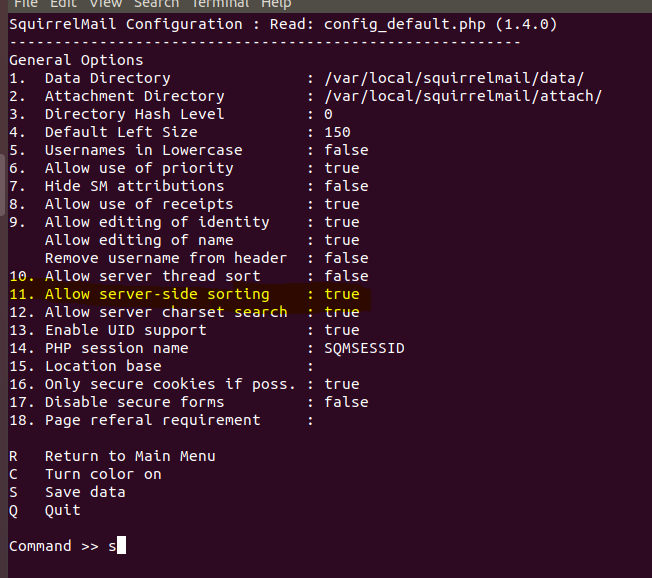 File Edit View Search Terminal Help
SquirrelMail Configuration : Read: config_default.php (1.4.0)
---------------------------------------------------------
General Options
1.  Data Directory               : /var/local/squirrelmail/data/
2.  Attachment Directory         : /var/local/squirrelmail/attach/
3.  Directory Hash Level         : 0
4.  Default Left Size            : 150
5.  Usernames in Lowercase       : false
6.  Allow use of priority        : true
7.  Hide SM attributions         : false
8.  Allow use of receipts        : true
9.  Allow editing of identity    : true
    Allow editing of name        : true
    Remove username from header  : false
10. Allow server thread sort     : false
11. Allow server-side sorting    : true
12. Allow server charset search  : true
13. Enable UID support           : true
14. PHP session name             : SQMSESSID
15. Location base                :
16. Only secure cookies if poss. : true
17. Disable secure forms         : false
18. Page referal requirement     :
R   Return to Main Menu
C   Turn color on
S   Save data
Q   Quit
Command >> s